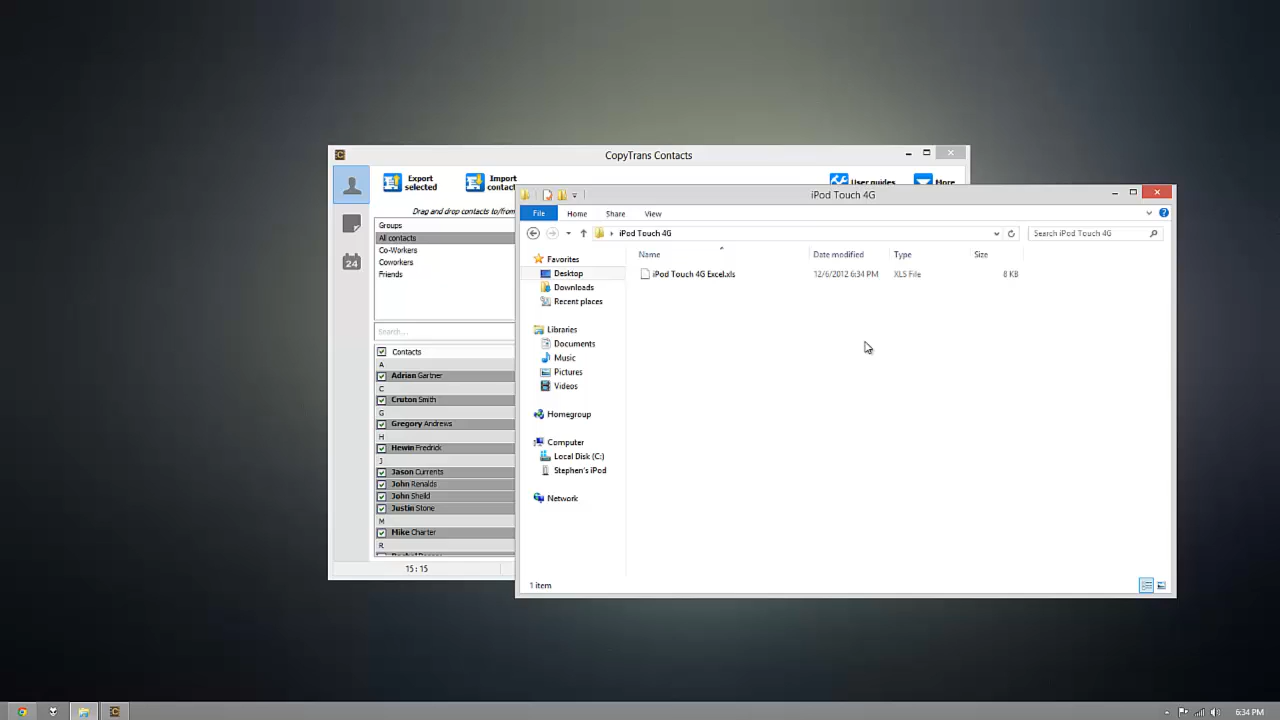 CopyTrans Contacts
Export selected
Import contac
User guides
More
Drag and drop contacts to/from
Groups
All contacts
Co-Workers
Coworkers
Friends
Search...
Contacts
A
Adrian Gartner
C
Cruton Smith
G
Gregory Andrews
H
Hewin Fredrick
J
Jason Currents
John Renalds
John Sheild
Justin Stone
M
Mike Charter
R
15 : 15
24
iPod Touch 4G
File
Home
Share
View
iPod Touch 4G
Search iPod Touch 4G
Name
Date modified
Type
Size
iPod Touch 4G Excel.xls
12/6/2012 6:34 PM
XLS File
8 KB
Favorites
Desktop
Downloads
Recent places
Libraries
Documents
Music
Pictures
Videos
Homegroup
Computer
Local Disk (C:)
Stephen's iPod
Network
1 item
6:34 PM